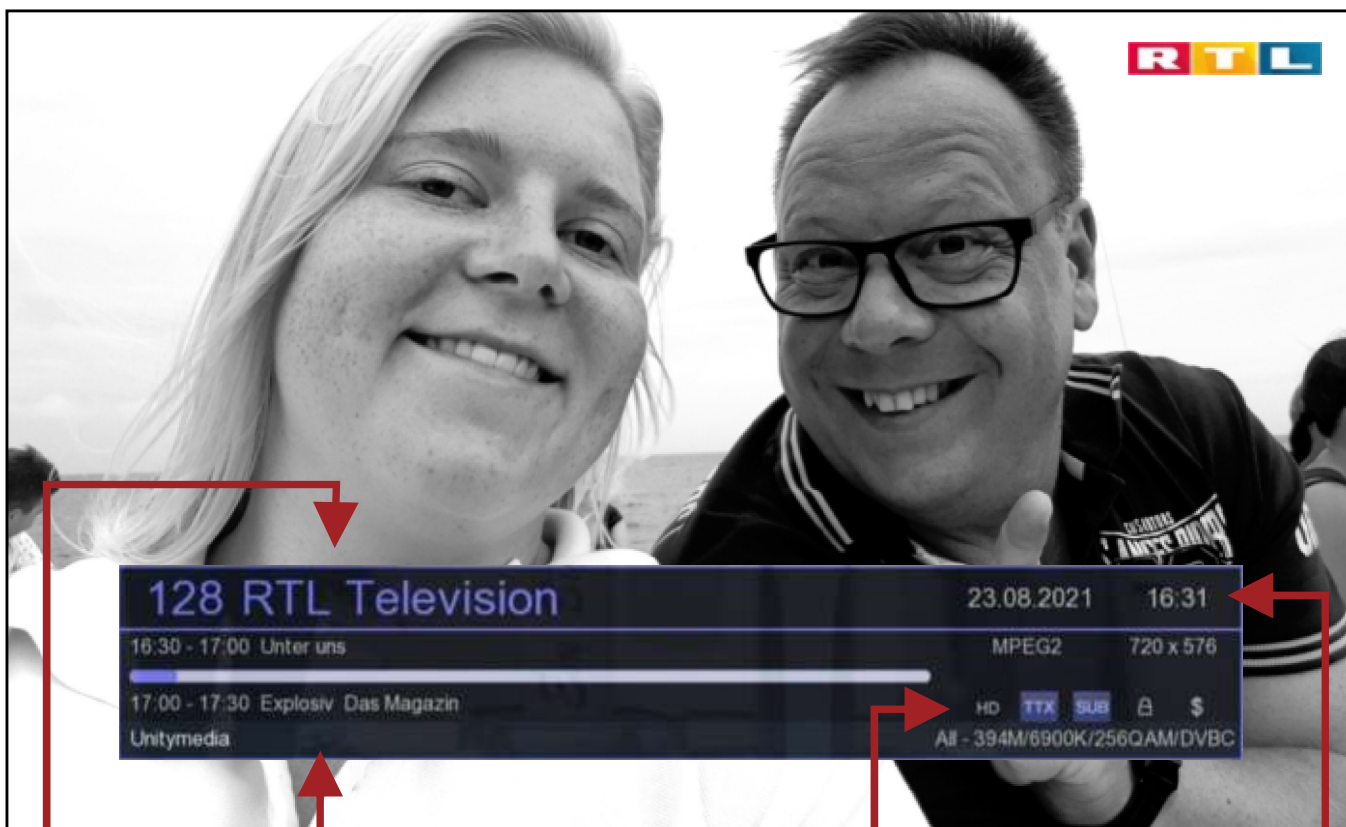 RTL
128 RTL Television 23.08.2021 16:31
16:30 - 17:00 Unter uns MPEG2 720 x 576
17:00 - 17:30 Explosiv Das Magazin HD TTX SUB $
Unitymedia All - 394M/6900K/256QAM/DVBC